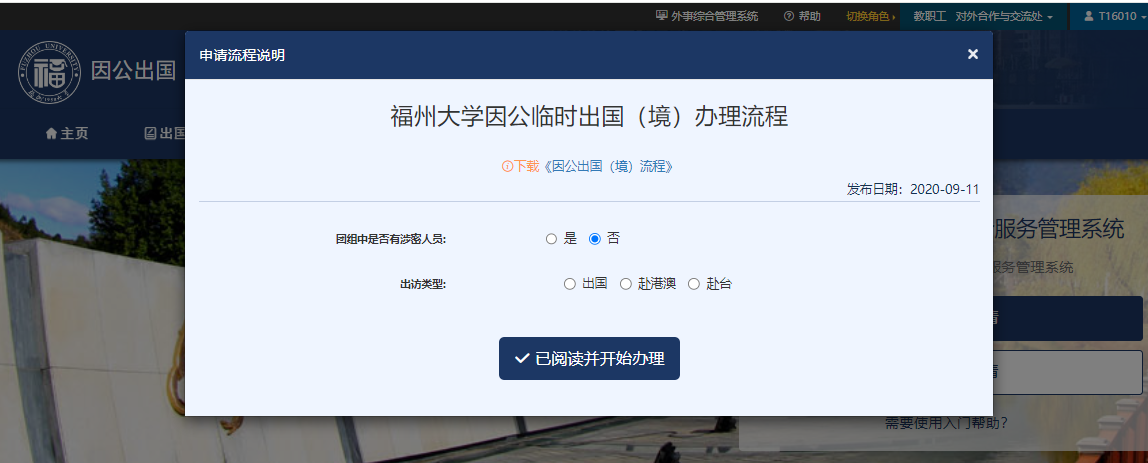 外事综合管理系统 帮助 切换角色 教职工 对外合作与交流处 T16010
FUZHOU UNIVERSITY
福
因公出国
主页 出国
申请流程说明 ×
福州大学因公临时出国（境）办理流程
下载《因公出国（境）流程》
发布日期：2020-09-11
团组中是否有涉密人员: 是 否
出访类型: 出国 赴港澳 赴台
已阅读并开始办理
服务管理系统
服务管理系统
请
请
需要使用入门帮助?